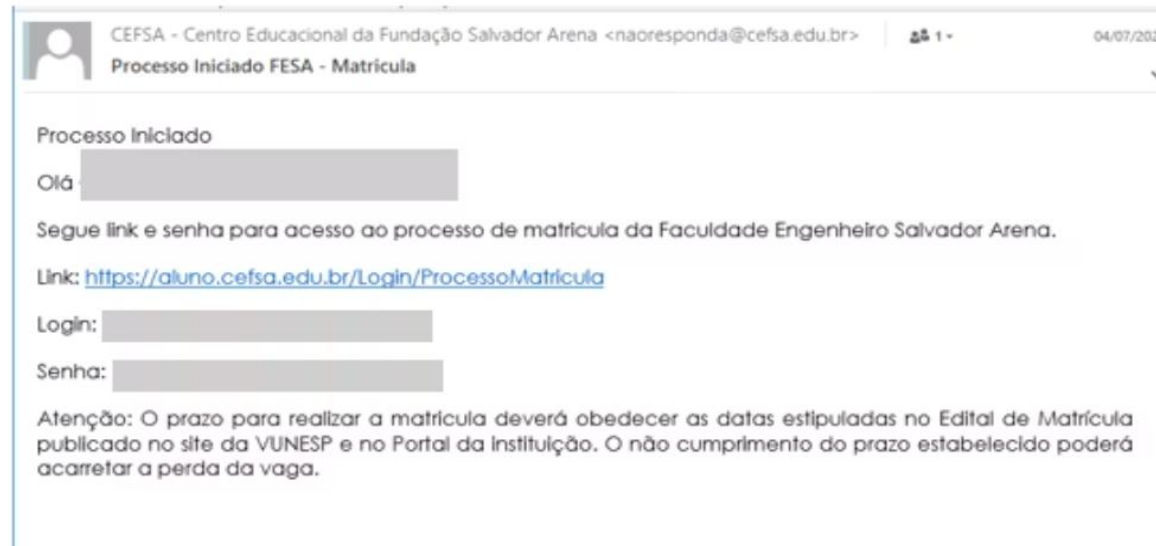 CEFSA - Centro Educacional da Fundação Salvador Arena <naoresponda@cefsa.edu.br>
1
04/07/202
Processo Iniciado FESA - Matrícula
Processo Iniciado
Olá
Segue link e senha para acesso ao processo de matricula da Faculdade Engenheiro Salvador Arena.
Link: https://aluno.cefsa.edu.br/Login/ProcessoMatricula
Login:
Senha:
Atenção: O prazo para realizar a matricula deverá obedecer as datas estipuladas no Edital de Matrícula
publicado no site da VUNESP e no Portal da Instituição. O não cumprimento do prazo estabelecido poderá
acarretar a perda da vaga.